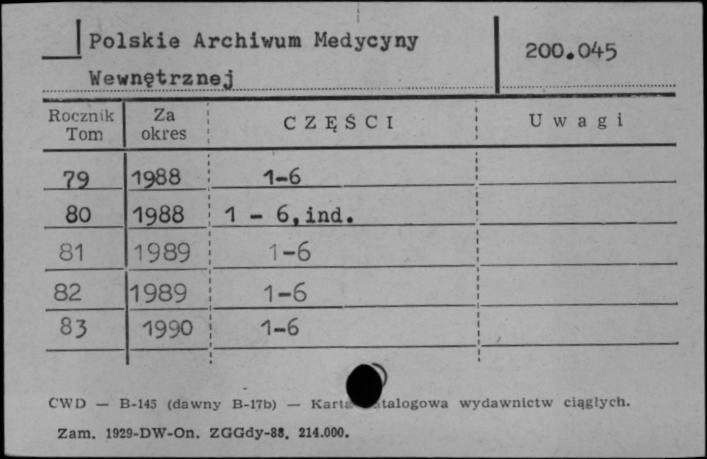 Polskie Archiwum Medycyny
Wewnętrznej
200.045
Rocznik Tom Za okres CZĘŚCI Uwagi
79 1988 1-6
80 1988 1 - 6,ind.
81 1989 1-6
82 1989 1-6
83 1990 1-6
CWD — B-145 (dawny B-17b) — wydawnictw ciągłych.
Zam. 1929-DW-On. ZGGdy-88. 214.000.